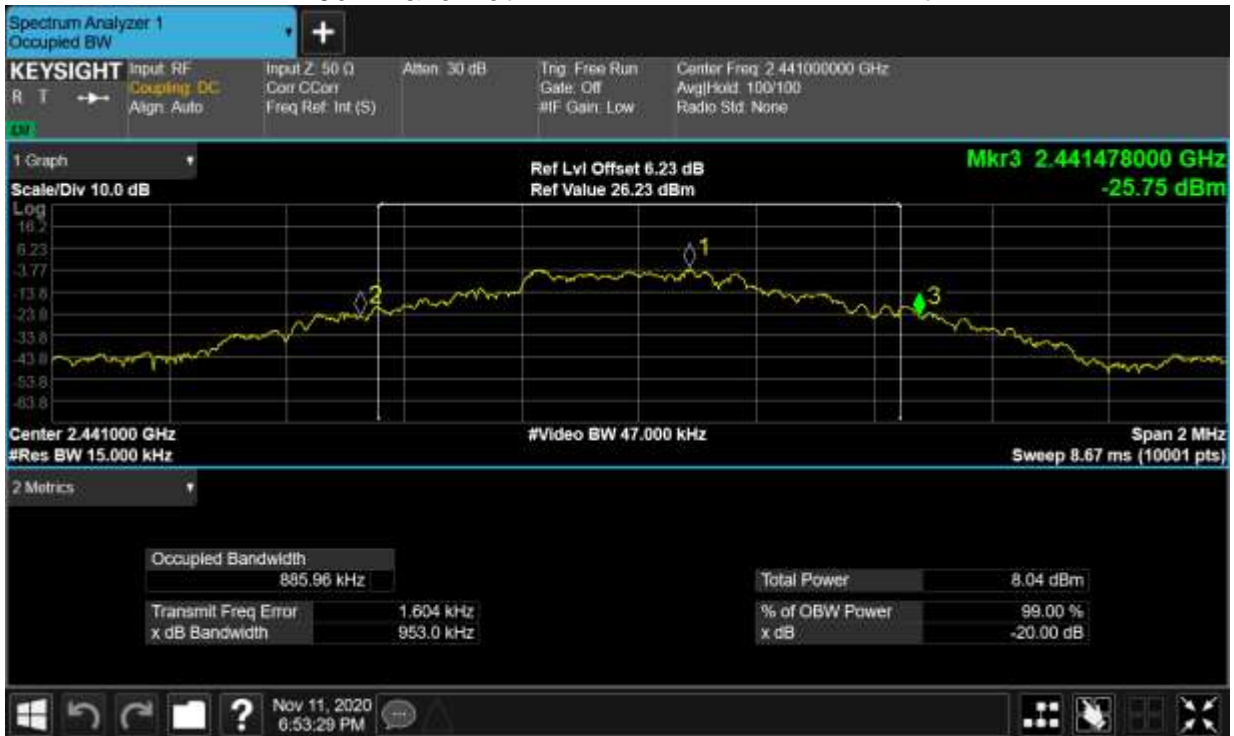 Spectrum Analyzer 1
Occupied BW
KEYSIGHT
R T
Input: RF
Coupling: DC
Align: Auto
Input Z: 50 Ω
Corr CCorr
Freq Ref: Int (S)
Atten: 30 dB
Trig: Free Run
Gate: Off
#IF Gain: Low
Center Freq: 2.441000000 GHz
Avg|Hold: 100/100
Radio Std: None
1 Graph
Scale/Div 10.0 dB
Ref Lvl Offset 6.23 dB
Ref Value 26.23 dBm
Mkr3 2.441478000 GHz
-25.75 dBm
Log
16.2
6.23
-3.77
-13.8
-23.8
-33.8
-43.8
-53.8
-63.8
1
2
3
Center 2.441000 GHz
#Res BW 15.000 kHz
#Video BW 47.000 kHz
Span 2 MHz
Sweep 8.67 ms (10001 pts)
2 Metrics
Occupied Bandwidth
885.96 kHz
Transmit Freq Error 1.604 kHz
x dB Bandwidth 953.0 kHz
Total Power 8.04 dBm
% of OBW Power 99.00 %
x dB -20.00 dB
Nov 11, 2020
6:53:29 PM